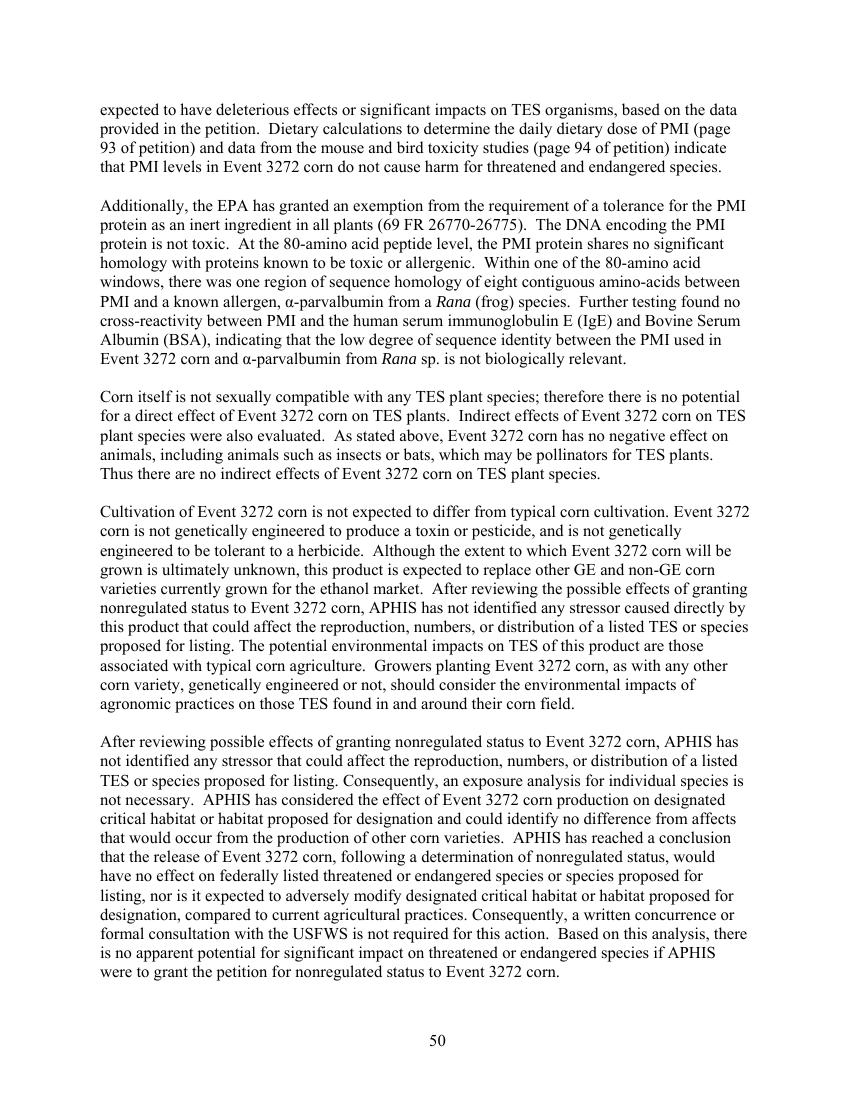 expected to have deleterious effects or significant impacts on TES organisms, based on the data
provided in the petition.  Dietary calculations to determine the daily dietary dose of PMI (page
93 of petition) and data from the mouse and bird toxicity studies (page 94 of petition) indicate
that PMI levels in Event 3272 corn do not cause harm for threatened and endangered species.
Additionally, the EPA has granted an exemption from the requirement of a tolerance for the PMI
protein as an inert ingredient in all plants (69 FR 26770-26775).  The DNA encoding the PMI
protein is not toxic.  At the 80-amino acid peptide level, the PMI protein shares no significant
homology with proteins known to be toxic or allergenic.  Within one of the 80-amino acid
windows, there was one region of sequence homology of eight contiguous amino-acids between
PMI and a known allergen, α-parvalbumin from a Rana (frog) species.  Further testing found no
cross-reactivity between PMI and the human serum immunoglobulin E (IgE) and Bovine Serum
Albumin (BSA), indicating that the low degree of sequence identity between the PMI used in
Event 3272 corn and α-parvalbumin from Rana sp. is not biologically relevant.
Corn itself is not sexually compatible with any TES plant species; therefore there is no potential
for a direct effect of Event 3272 corn on TES plants.  Indirect effects of Event 3272 corn on TES
plant species were also evaluated.  As stated above, Event 3272 corn has no negative effect on
animals, including animals such as insects or bats, which may be pollinators for TES plants.
Thus there are no indirect effects of Event 3272 corn on TES plant species.
Cultivation of Event 3272 corn is not expected to differ from typical corn cultivation. Event 3272
corn is not genetically engineered to produce a toxin or pesticide, and is not genetically
engineered to be tolerant to a herbicide.  Although the extent to which Event 3272 corn will be
grown is ultimately unknown, this product is expected to replace other GE and non-GE corn
varieties currently grown for the ethanol market.  After reviewing the possible effects of granting
nonregulated status to Event 3272 corn, APHIS has not identified any stressor caused directly by
this product that could affect the reproduction, numbers, or distribution of a listed TES or species
proposed for listing. The potential environmental impacts on TES of this product are those
associated with typical corn agriculture.  Growers planting Event 3272 corn, as with any other
corn variety, genetically engineered or not, should consider the environmental impacts of
agronomic practices on those TES found in and around their corn field.
After reviewing possible effects of granting nonregulated status to Event 3272 corn, APHIS has
not identified any stressor that could affect the reproduction, numbers, or distribution of a listed
TES or species proposed for listing. Consequently, an exposure analysis for individual species is
not necessary.  APHIS has considered the effect of Event 3272 corn production on designated
critical habitat or habitat proposed for designation and could identify no difference from affects
that would occur from the production of other corn varieties.  APHIS has reached a conclusion
that the release of Event 3272 corn, following a determination of nonregulated status, would
have no effect on federally listed threatened or endangered species or species proposed for
listing, nor is it expected to adversely modify designated critical habitat or habitat proposed for
designation, compared to current agricultural practices. Consequently, a written concurrence or
formal consultation with the USFWS is not required for this action.  Based on this analysis, there
is no apparent potential for significant impact on threatened or endangered species if APHIS
were to grant the petition for nonregulated status to Event 3272 corn.
50